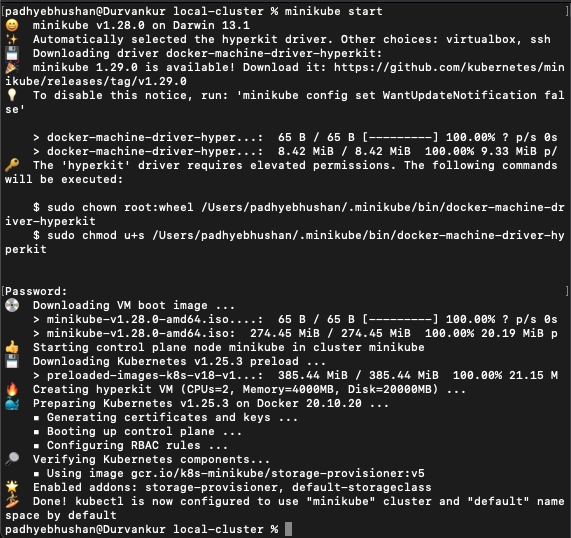 [padhyebhushan@Durvankur local-cluster % minikube start ]
😄  minikube v1.28.0 on Darwin 13.1
✨  Automatically selected the hyperkit driver. Other choices: virtualbox, ssh
💾  Downloading driver docker-machine-driver-hyperkit:
🎉  minikube 1.29.0 is available! Download it: https://github.com/kubernetes/min
ikube/releases/tag/v1.29.0
💡  To disable this notice, run: 'minikube config set WantUpdateNotification fal
se'
    > docker-machine-driver-hyper...:  65 B / 65 B [---------] 100.00% ? p/s 0s
    > docker-machine-driver-hyper...:  8.42 MiB / 8.42 MiB  100.00% 9.33 MiB p/
🔑  The 'hyperkit' driver requires elevated permissions. The following commands
will be executed:
    $ sudo chown root:wheel /Users/padhyebhushan/.minikube/bin/docker-machine-dr
iver-hyperkit
    $ sudo chmod u+s /Users/padhyebhushan/.minikube/bin/docker-machine-driver-hy
perkit
[Password: ]
💿  Downloading VM boot image ...
    > minikube-v1.28.0-amd64.iso....:  65 B / 65 B [---------] 100.00% ? p/s 0s
    > minikube-v1.28.0-amd64.iso:  274.45 MiB / 274.45 MiB  100.00% 20.19 MiB p
👍  Starting control plane node minikube in cluster minikube
💾  Downloading Kubernetes v1.25.3 preload ...
    > preloaded-images-k8s-v18-v1...:  385.44 MiB / 385.44 MiB  100.00% 21.15 M
🔥  Creating hyperkit VM (CPUs=2, Memory=4000MB, Disk=20000MB) ...
🐳  Preparing Kubernetes v1.25.3 on Docker 20.10.20 ...
    ▪ Generating certificates and keys ...
    ▪ Booting up control plane ...
    ▪ Configuring RBAC rules ...
🔎  Verifying Kubernetes components...
    ▪ Using image gcr.io/k8s-minikube/storage-provisioner:v5
🌟  Enabled addons: storage-provisioner, default-storageclass
🏄  Done! kubectl is now configured to use "minikube" cluster and "default" name
space by default
padhyebhushan@Durvankur local-cluster %